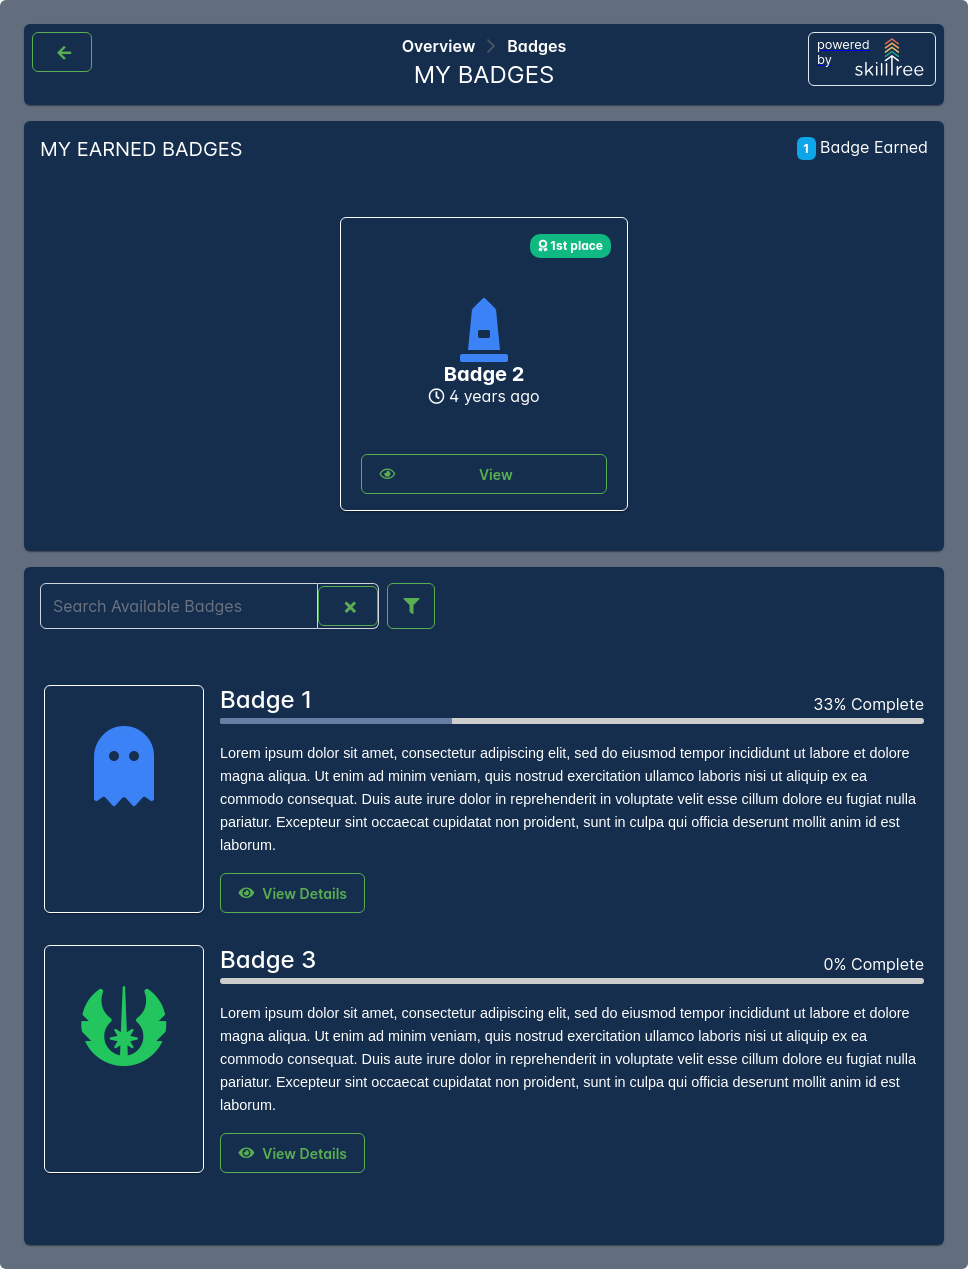 Overview Badges
MY BADGES
powered
by
skilltree
MY EARNED BADGES
1 Badge Earned
1st place
Badge 2
4 years ago
View
Search Available Badges
Badge 1
33% Complete
Lorem ipsum dolor sit amet, consectetur adipiscing elit, sed do eiusmod tempor incididunt ut labore et dolore
magna aliqua. Ut enim ad minim veniam, quis nostrud exercitation ullamco laboris nisi ut aliquip ex ea
commodo consequat. Duis aute irure dolor in reprehenderit in voluptate velit esse cillum dolore eu fugiat nulla
pariatur. Excepteur sint occaecat cupidatat non proident, sunt in culpa qui officia deserunt mollit anim id est
laborum.
View Details
Badge 3
0% Complete
Lorem ipsum dolor sit amet, consectetur adipiscing elit, sed do eiusmod tempor incididunt ut labore et dolore
magna aliqua. Ut enim ad minim veniam, quis nostrud exercitation ullamco laboris nisi ut aliquip ex ea
commodo consequat. Duis aute irure dolor in reprehenderit in voluptate velit esse cillum dolore eu fugiat nulla
pariatur. Excepteur sint occaecat cupidatat non proident, sunt in culpa qui officia deserunt mollit anim id est
laborum.
View Details